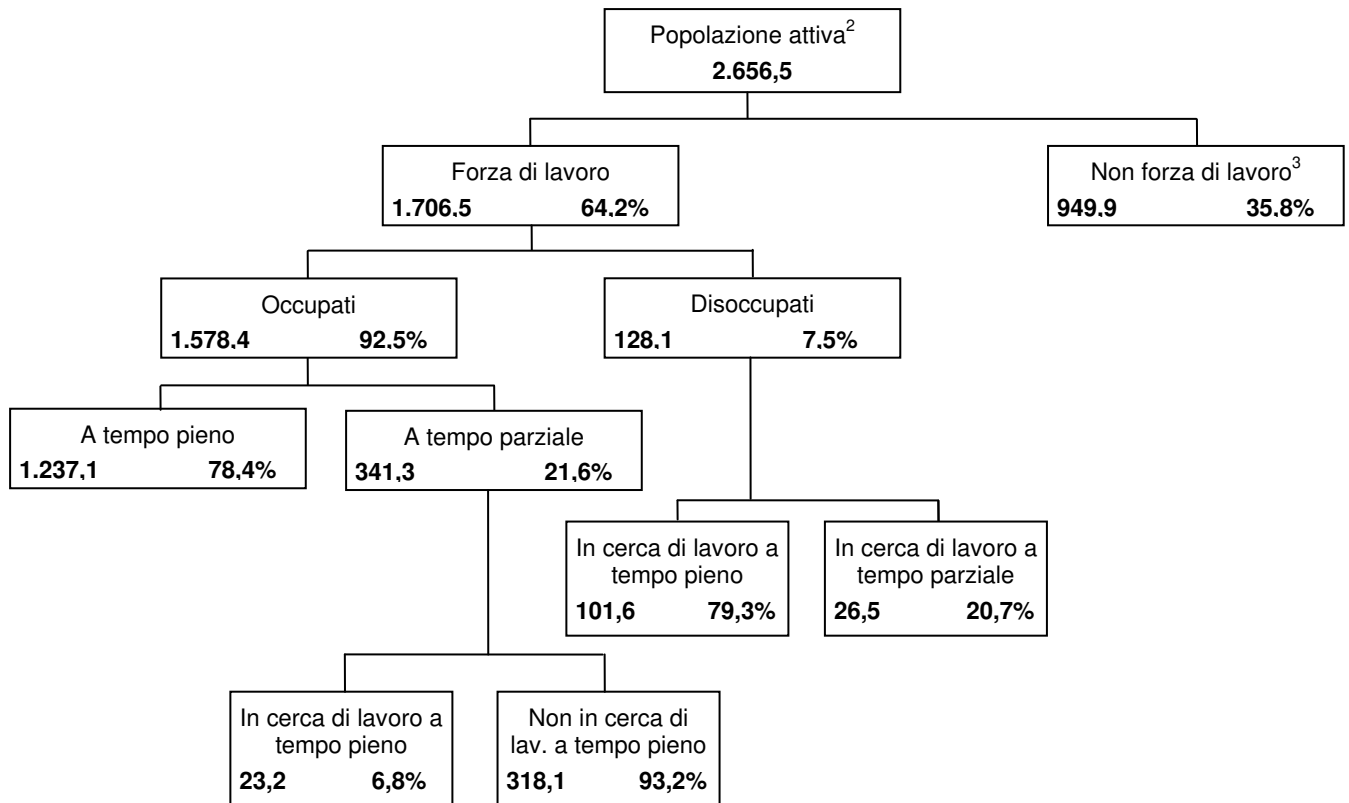 Popolazione attiva²
2.656,5
Forza di lavoro
1.706,5 64,2%
Non forza di lavoro³
949,9 35,8%
Occupati
1.578,4 92,5%
Disoccupati
128,1 7,5%
A tempo pieno
1.237,1 78,4%
A tempo parziale
341,3 21,6%
In cerca di lavoro a
tempo pieno
101,6 79,3%
In cerca di lavoro a
tempo parziale
26,5 20,7%
In cerca di lavoro a
tempo pieno
23,2 6,8%
Non in cerca di
lav. a tempo pieno
318,1 93,2%